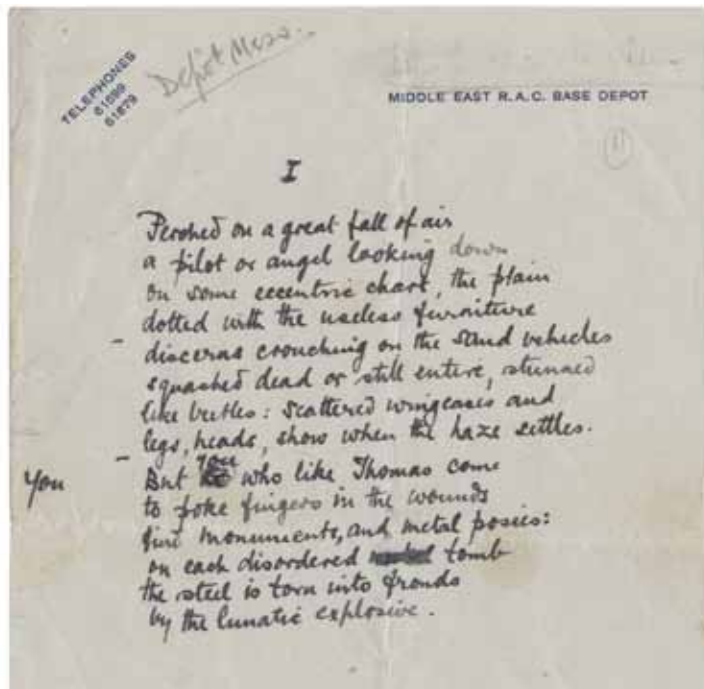 TELEPHONES
61699
61679
Depot Mess.
MIDDLE EAST R.A.C. BASE DEPOT
11
I
Perched on a great fall of air
a pilot or angel looking down
on some eccentric chart, the plain
dotted with the useless furniture
discerns crouching on the sand vehicles
squashed dead or still entire, stunned
like beetles: scattered wingcases and
legs, heads, show when the haze settles.
But you who like Thomas come
you
to poke fingers in the wounds
find monuments, and metal posies:
on each disordered tomb
the steel is torn into fronds
by the lunatic explosive.